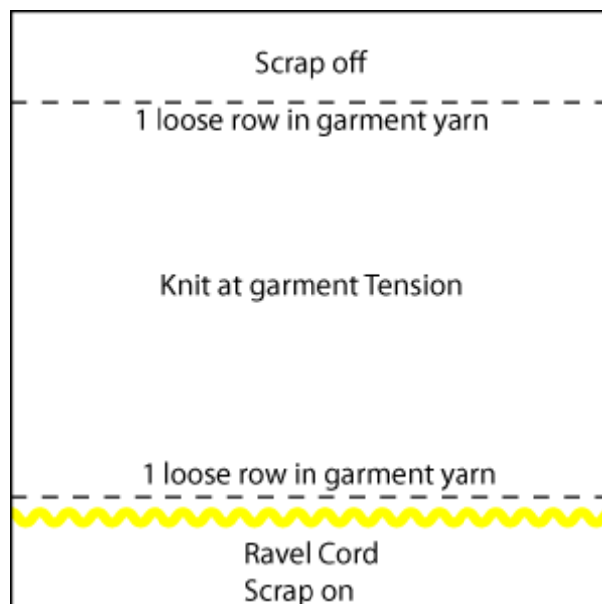 Scrap off
1 loose row in garment yarn
Knit at garment Tension
1 loose row in garment yarn
Ravel Cord
Scrap on